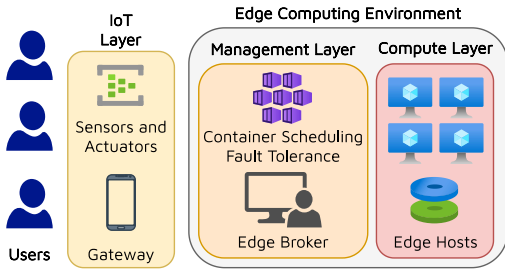 IoT
Layer
Edge Computing Environment
Management Layer
Compute Layer
Sensors and
Actuators
Container Scheduling
Fault Tolerance
Users
Gateway
Edge Broker
Edge Hosts